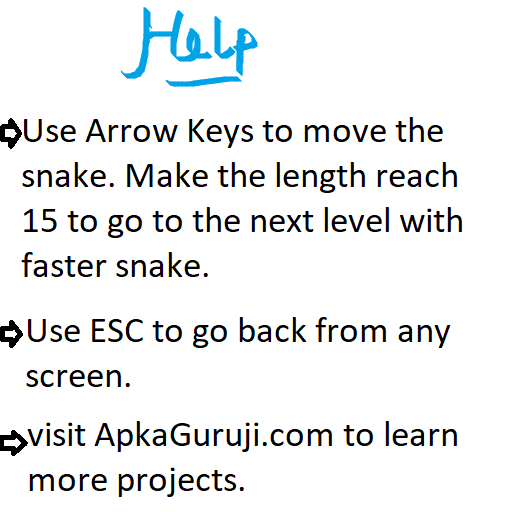 Help
Use Arrow Keys to move the
snake. Make the length reach
15 to go to the next level with
faster snake.
Use ESC to go back from any
screen.
visit ApkaGuruji.com to learn
more projects.